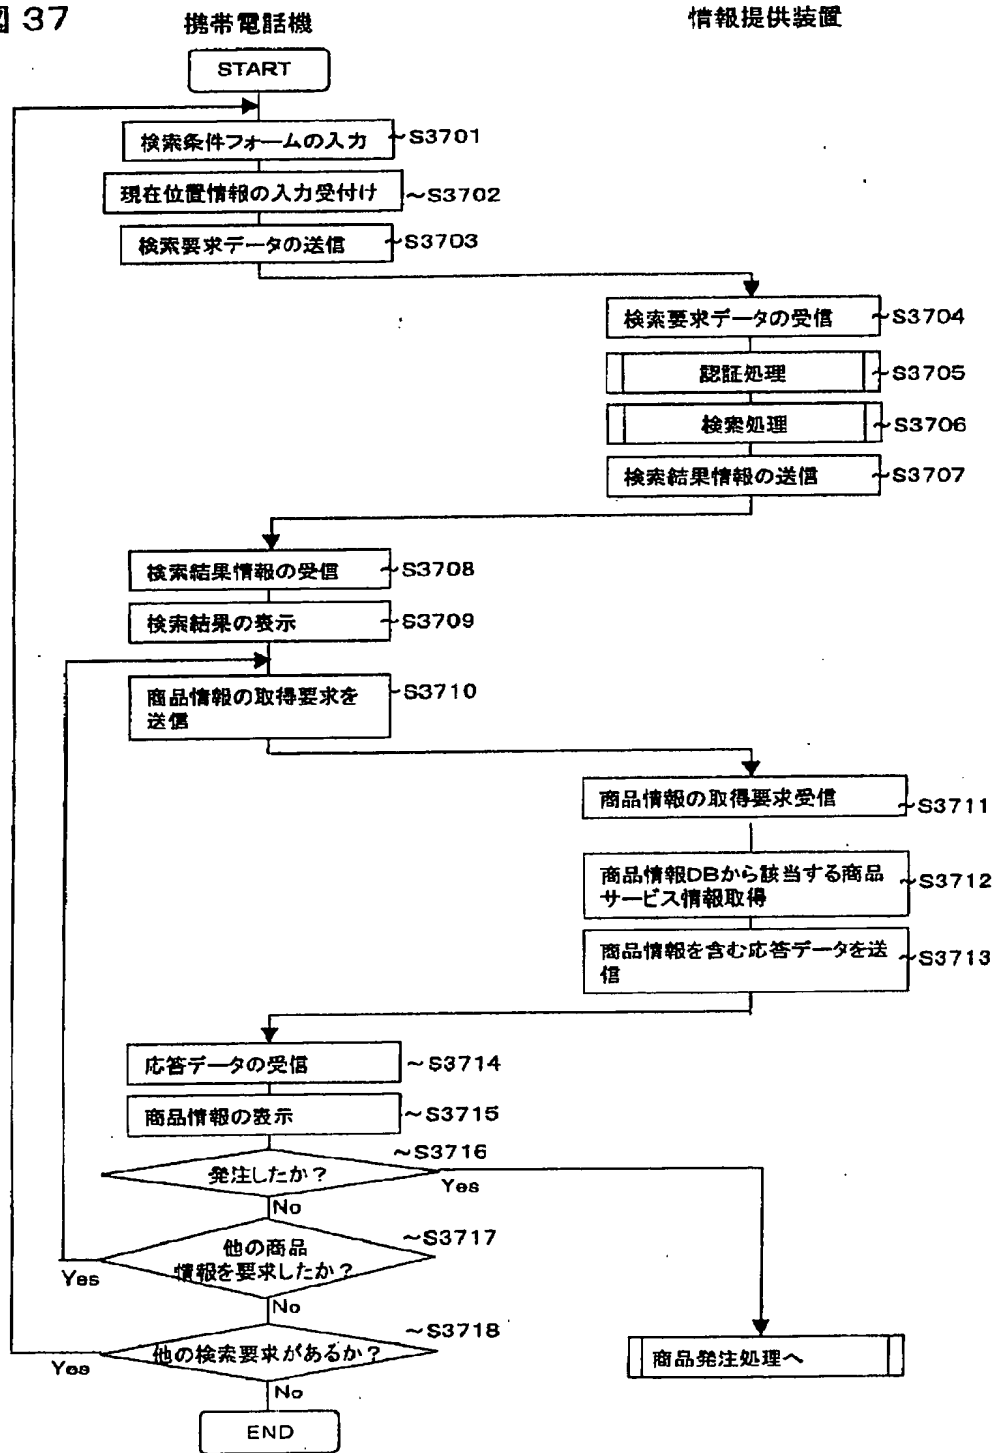 図 37
携帯電話機
情報提供装置
START
検索条件フォームの入力
~S3701
現在位置情報の入力受付け
~S3702
検索要求データの送信
~S3703
検索要求データの受信
~S3704
認証処理
~S3705
検索処理
~S3706
検索結果情報の送信
~S3707
検索結果情報の受信
~S3708
検索結果の表示
~S3709
商品情報の取得要求を
送信
~S3710
商品情報の取得要求受信
~S3711
商品情報DBから該当する商品
サービス情報取得
~S3712
商品情報を含む応答データを送
信
~S3713
応答データの受信
~S3714
商品情報の表示
~S3715
発注したか?
~S3716
Yes
No
他の商品
情報を要求したか?
~S3717
Yes
No
他の検索要求があるか?
~S3718
Yes
No
商品発注処理へ
END